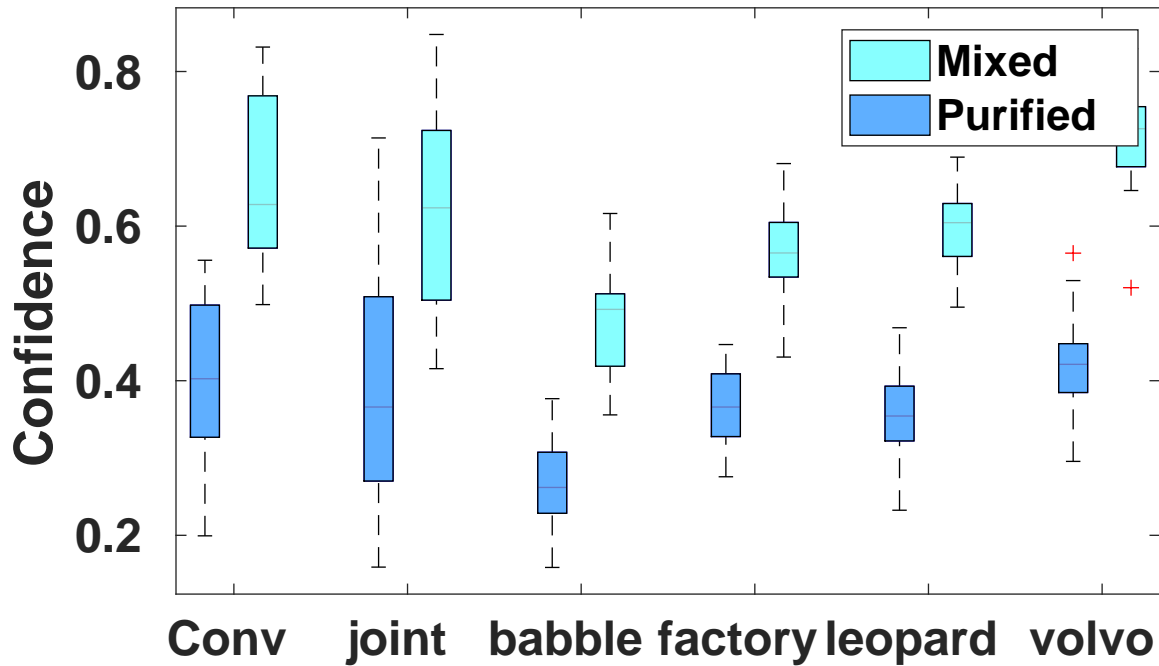 Confidence
0.8
0.6
0.4
0.2
Mixed
Purified
Conv joint babble factory leopard volvo